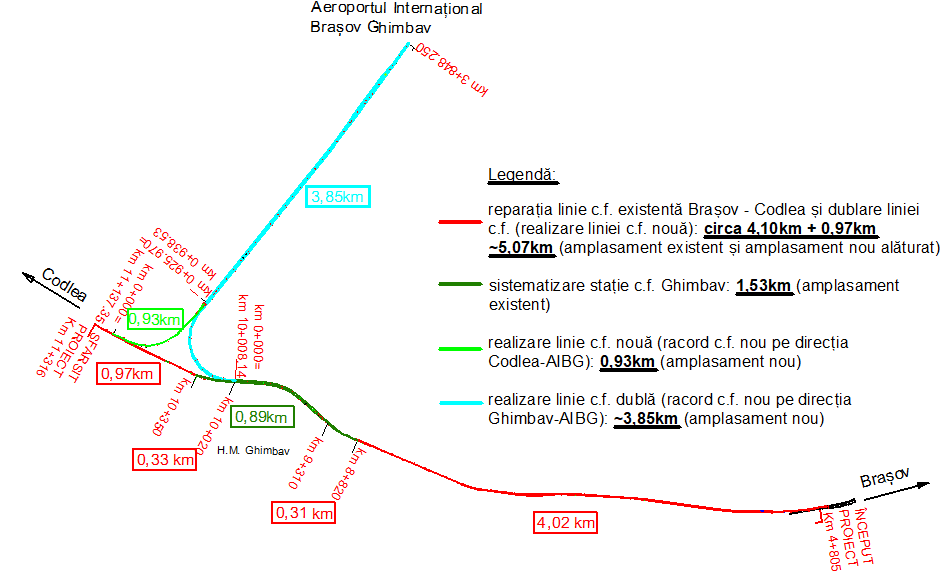 Aeroportul Internațional
Brașov Ghimbav
km 3+848.250
3,85km
Legendă:
reparația linie c.f. existentă Brașov - Codlea și dublare liniei
c.f. (realizare liniei c.f. nouă): circa 4,10km + 0,97km
~5,07km (amplasament existent și amplasament nou alăturat)
sistematizare stație c.f. Ghimbav: 1,53km (amplasament
existent)
realizare linie c.f. nouă (racord c.f. nou pe direcția
Codlea-AIBG): 0,93km (amplasament nou)
realizare linie c.f. dublă (racord c.f. nou pe direcția
Ghimbav-AIBG): ~3,85km (amplasament nou)
Codlea
km 0+000=
km 11+137.35
km 0+925.970=
km 0+938.53
0,93km
SFARSIT
PROIECT
Km 11+316
0,97km
km 0+000=
km 10+008.14
km 10+350
km 10+020
0,89km
H.M. Ghimbav
0,33 km
km 9+310
km 8+820
0,31 km
4,02 km
Brașov
ÎNCEPUT
PROIECT
Km 4+805